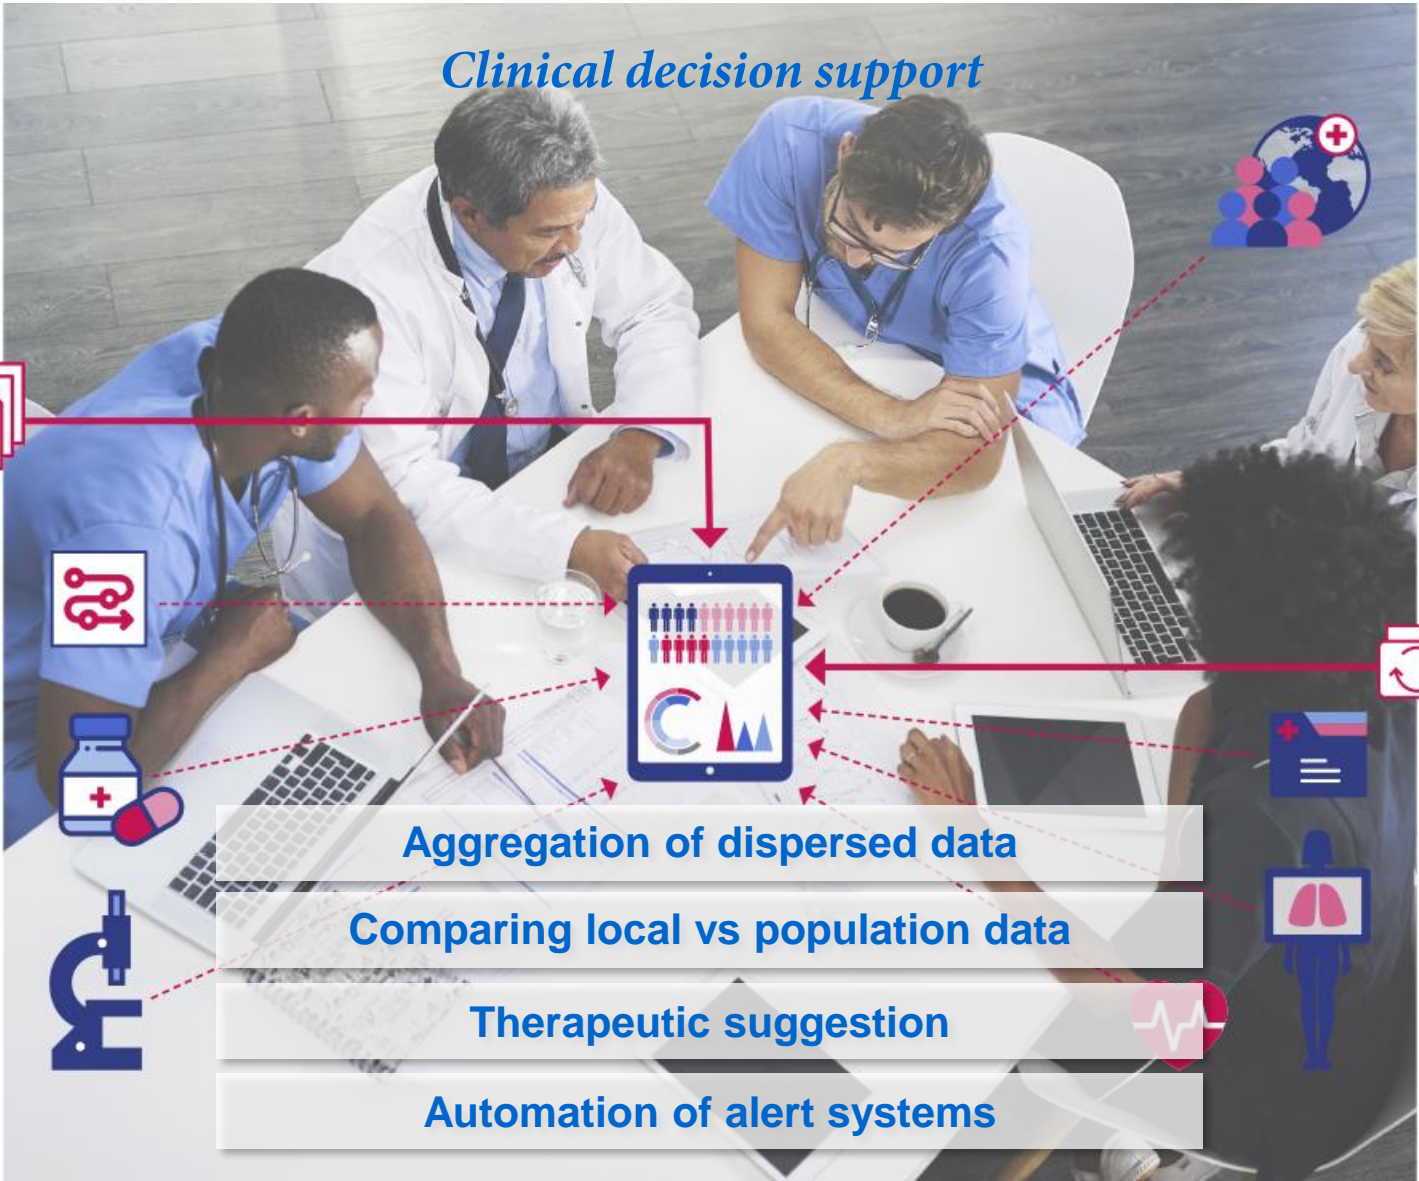 Clinical decision support
Aggregation of dispersed data
Comparing local vs population data
Therapeutic suggestion
Automation of alert systems